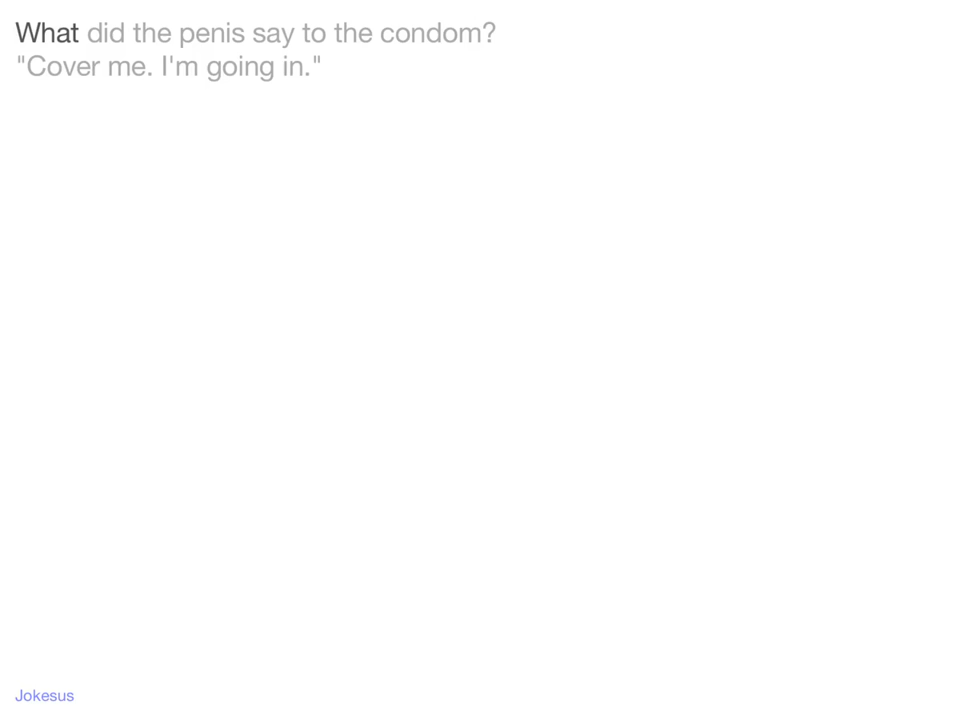 What did the penis say to the condom?
"Cover me. I'm going in."
Jokesus